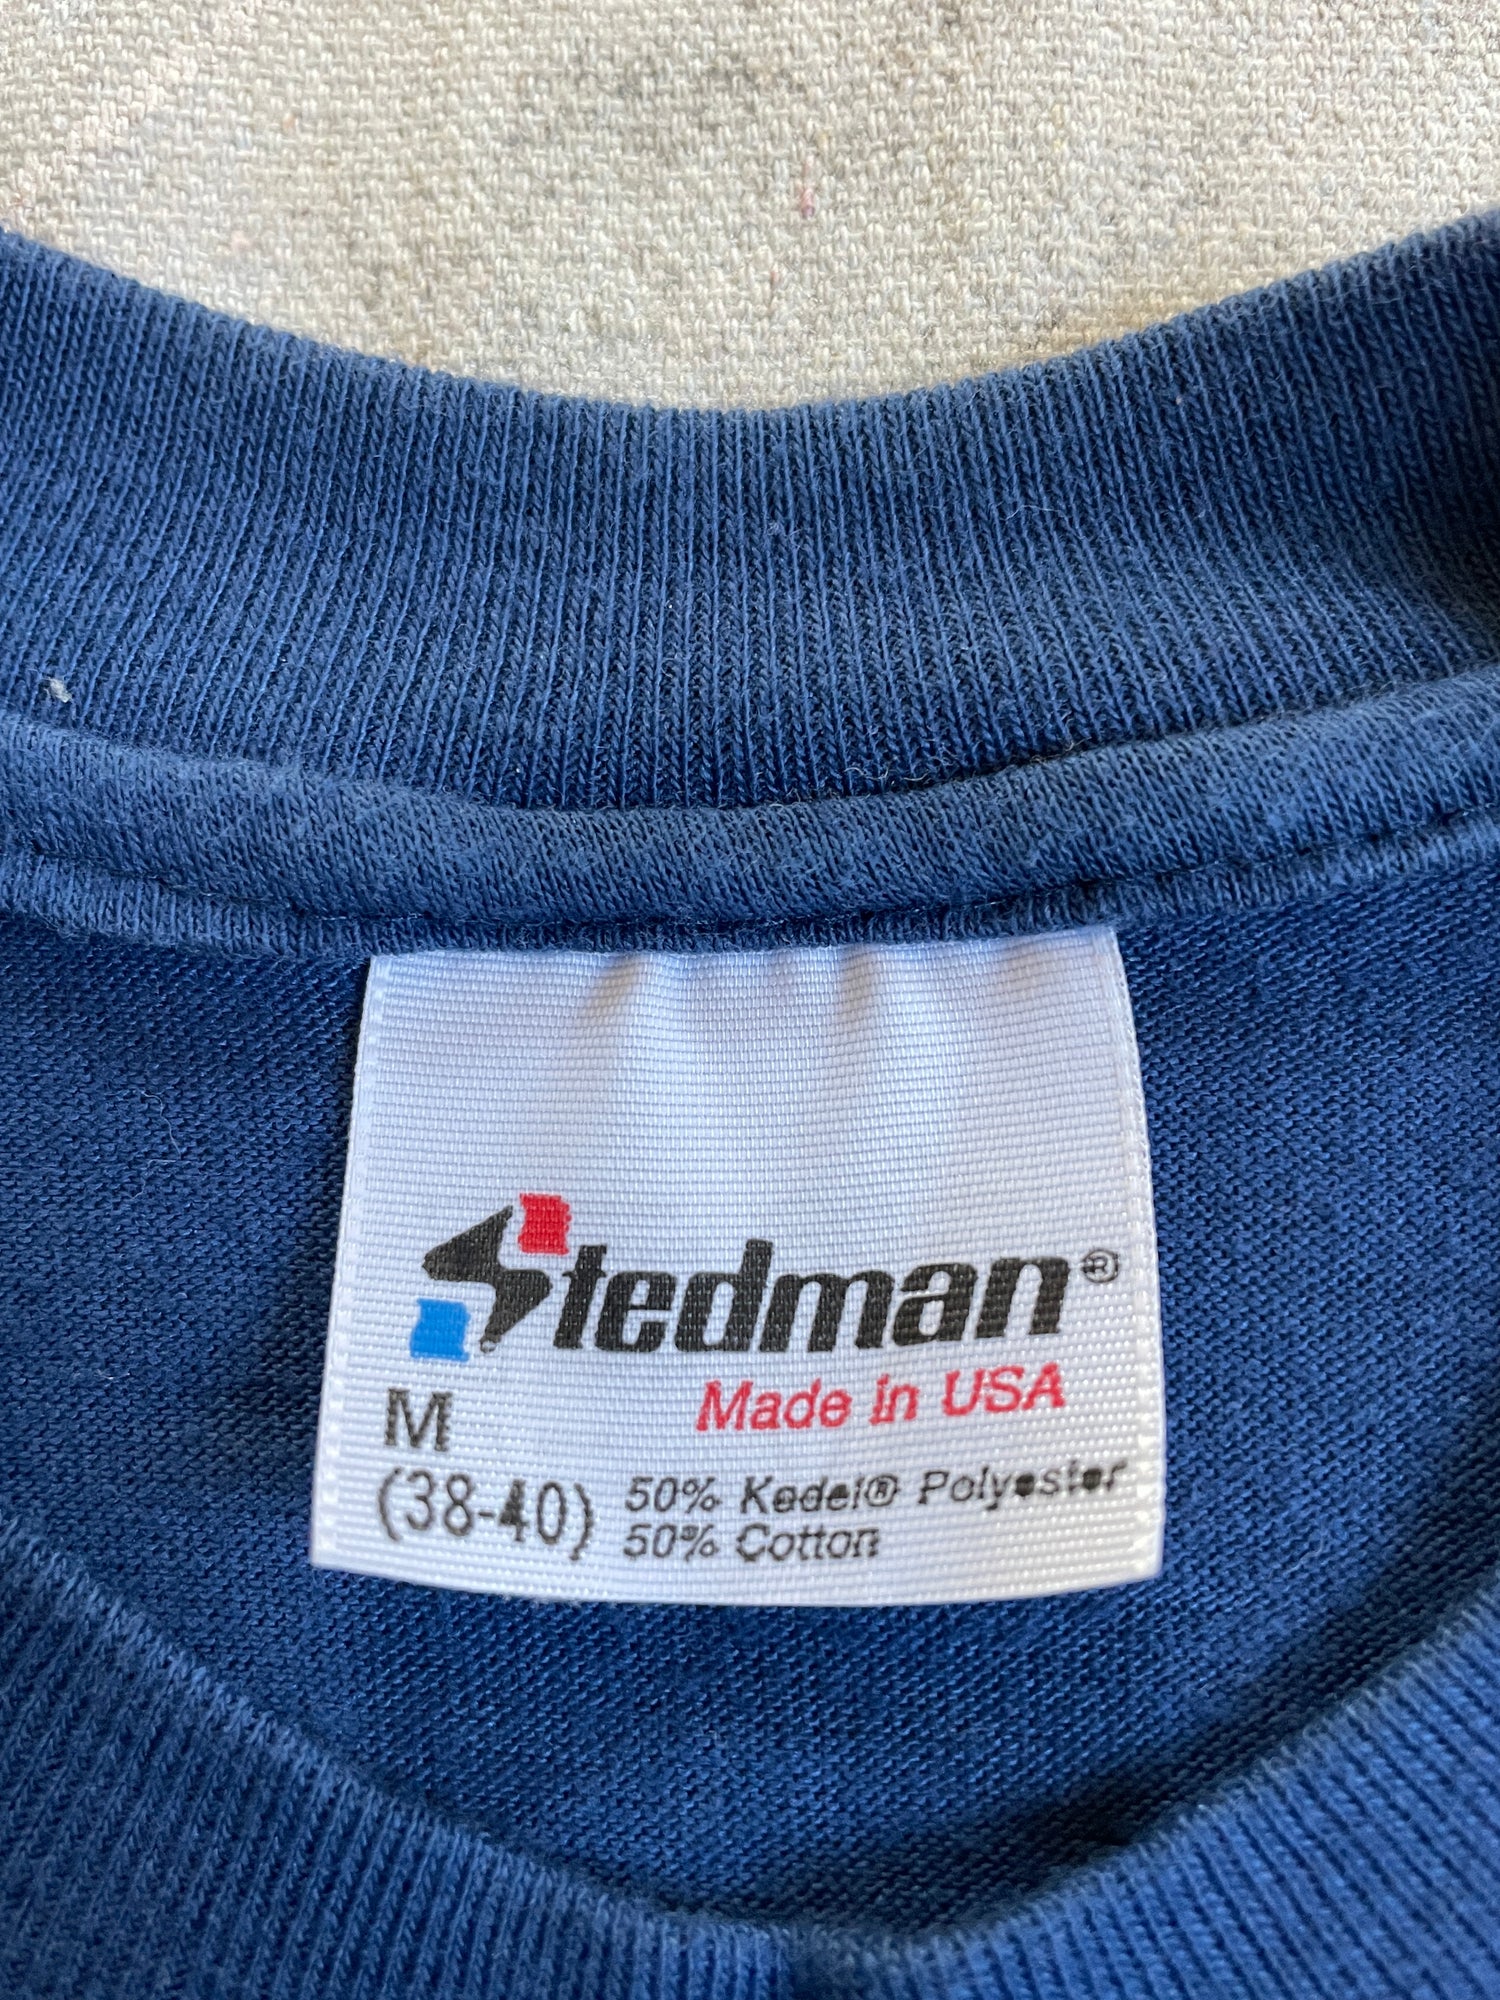 Stedman®
Made in USA
M
(38-40)
50% Kodel® Polyester
50% Cotton